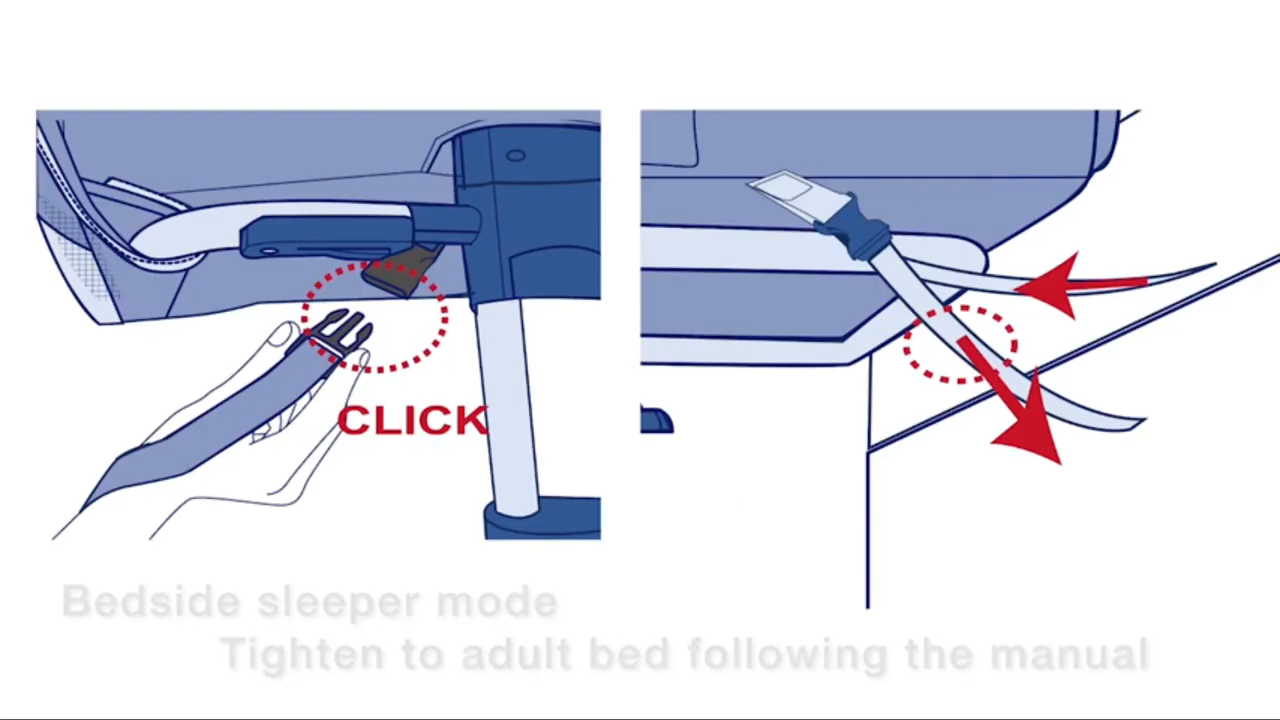 CLICK
Bedside sleeper mode
Tighten to adult bed following the manual